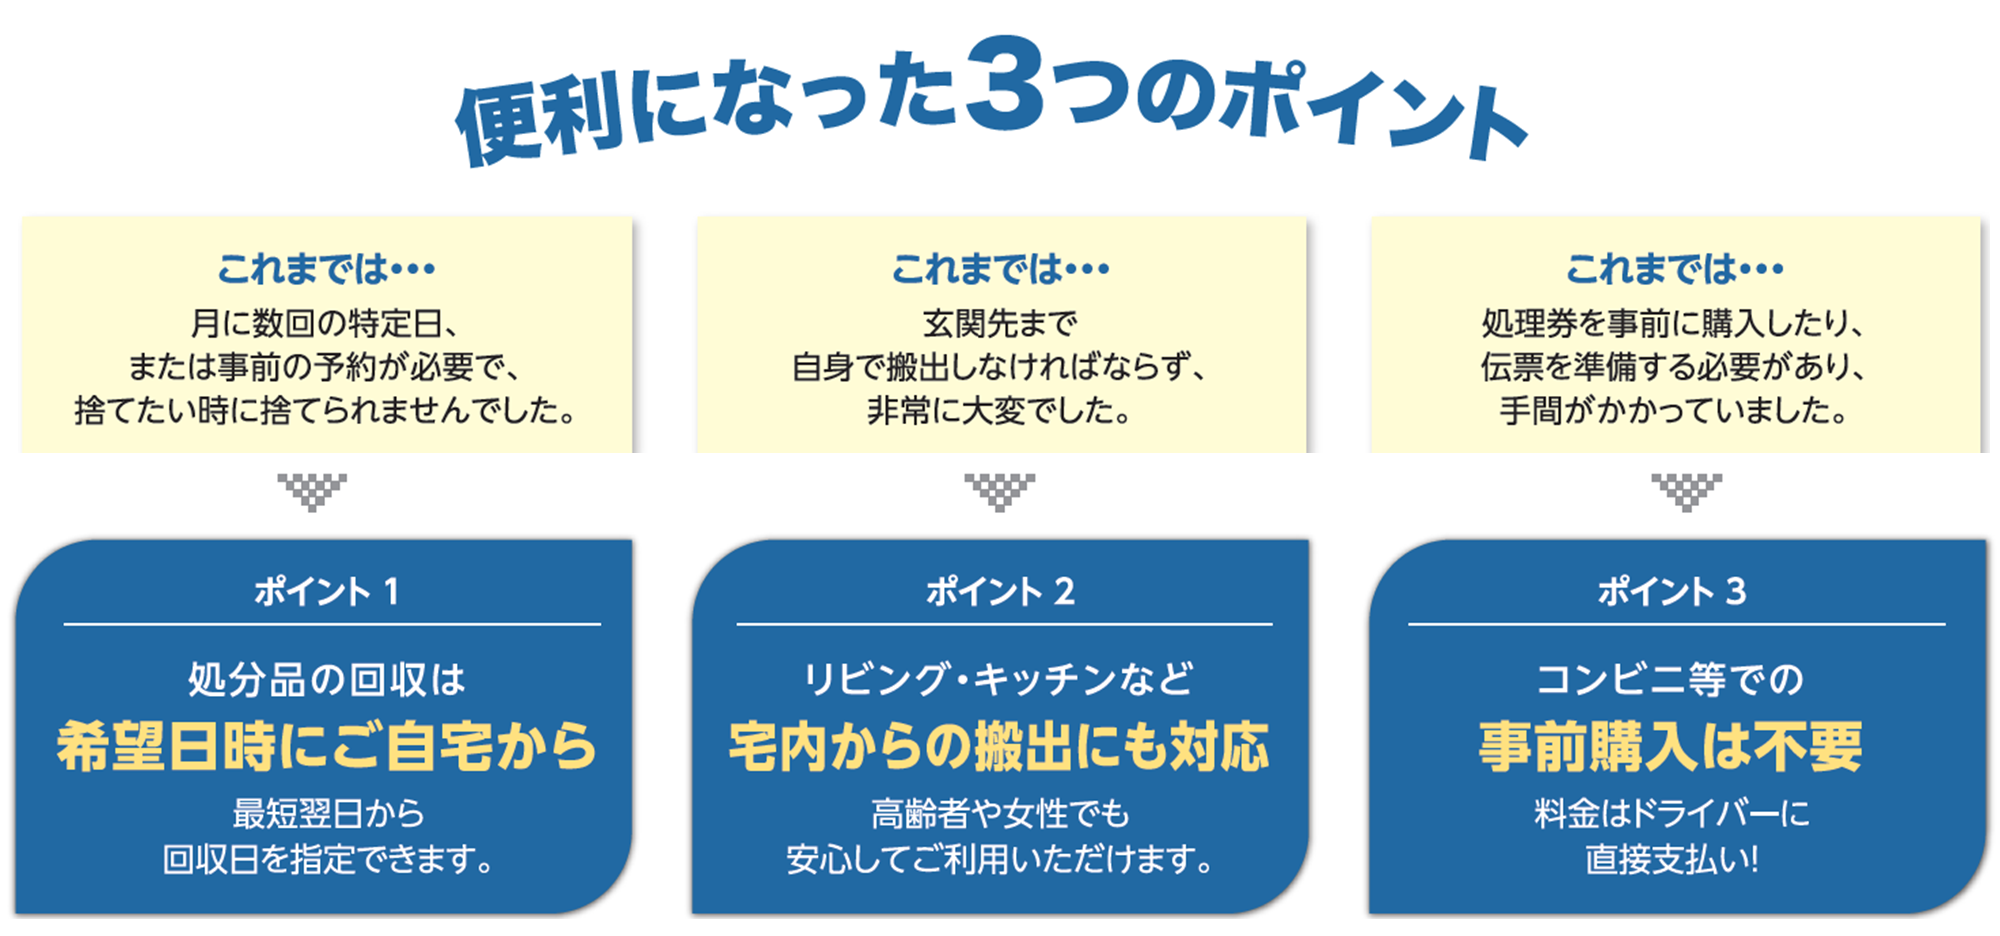 便利になった3つのポイント
これまでは・・・
月に数回の特定日、
または事前の予約が必要で、
捨てたい時に捨てられませんでした。
これまでは・・・
玄関先まで
自身で搬出しなければならず、
非常に大変でした。
これまでは・・・
処理券を事前に購入したり、
伝票を準備する必要があり、
手間がかかっていました。
ポイント 1
処分品の回収は
希望日時にご自宅から
最短翌日から
回収日を指定できます。
ポイント 2
リビング・キッチンなど
宅内からの搬出にも対応
高齢者や女性でも
安心してご利用いただけます。
ポイント 3
コンビニ等での
事前購入は不要
料金はドライバーに
直接支払い!